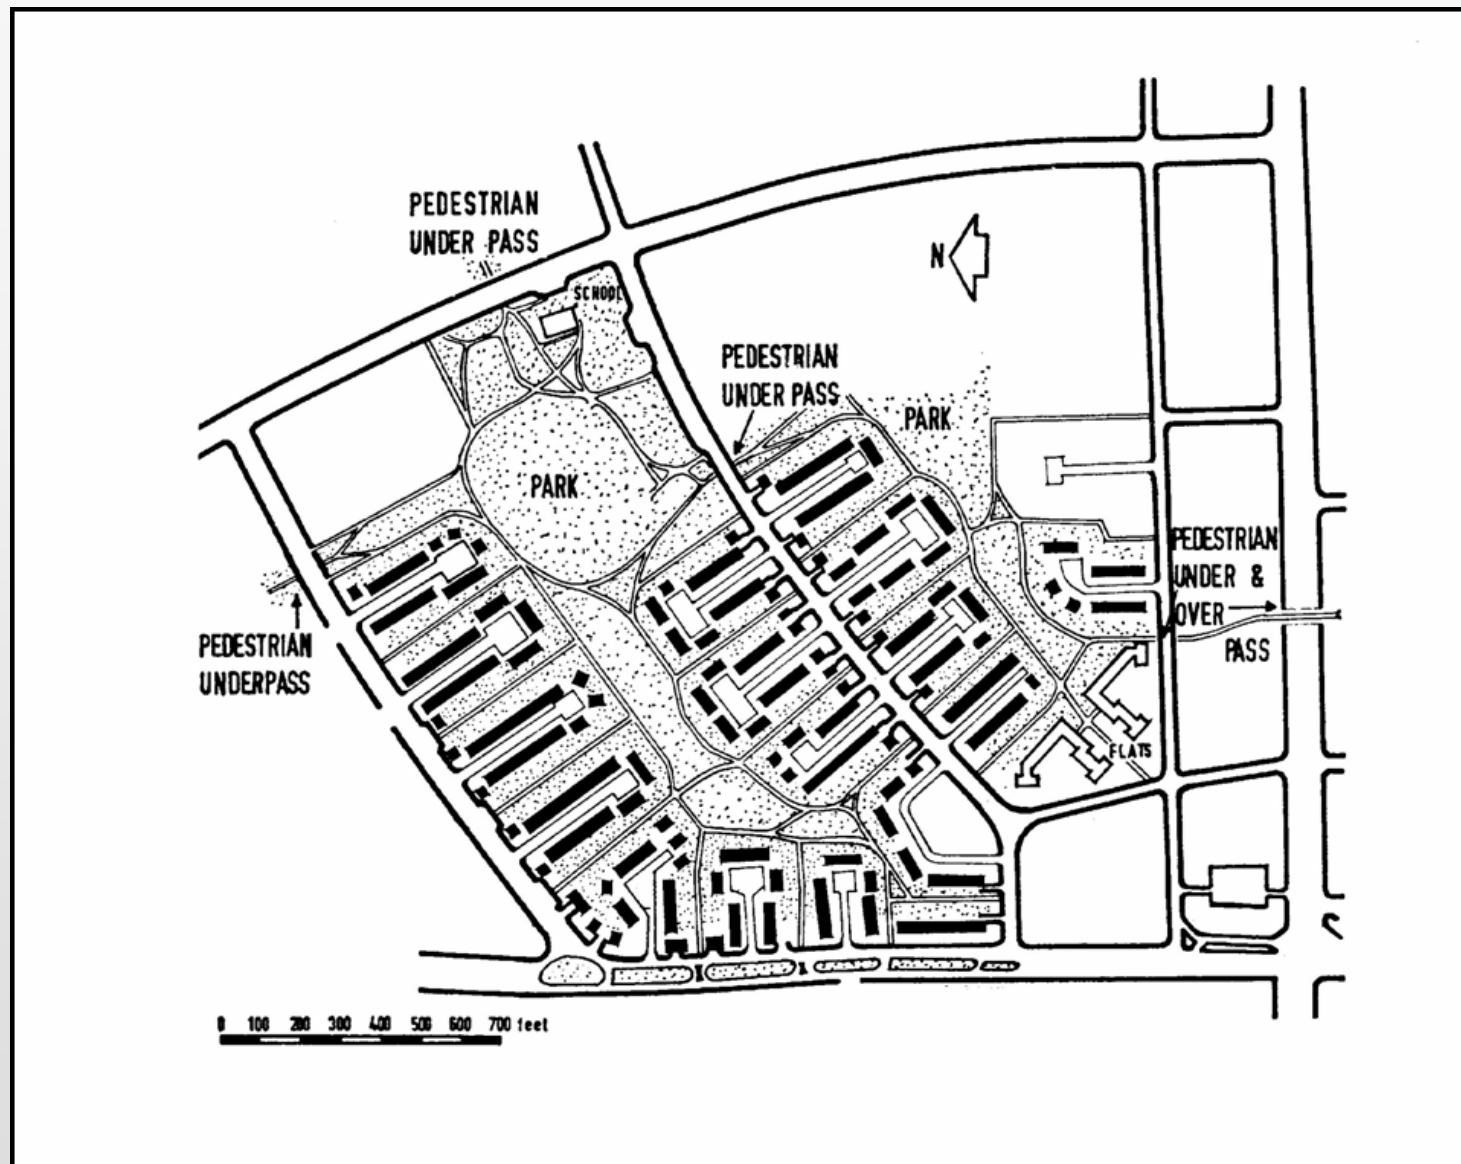 PEDESTRIAN
UNDER PASS
SCHOOL
N
PEDESTRIAN
UNDER PASS
PARK
PARK
PEDESTRIAN
UNDER &
OVER
PASS
PEDESTRIAN
UNDERPASS
FLATS
0 100 200 300 400 500 600 700 feet